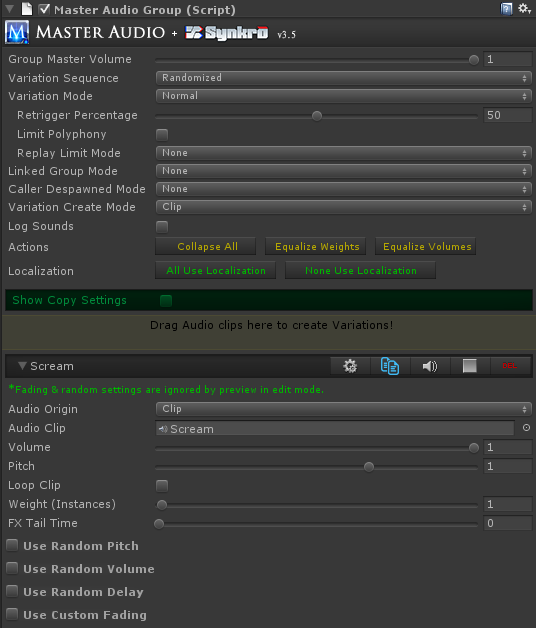 Master Audio Group (Script)
MASTER AUDIO + Synkro v3.5
Group Master Volume 1
Variation Sequence Randomized
Variation Mode Normal
Retrigger Percentage 50
Limit Polyphony
Replay Limit Mode None
Linked Group Mode None
Caller Despawned Mode None
Variation Create Mode Clip
Log Sounds
Actions Collapse All Equalize Weights Equalize Volumes
Localization All Use Localization None Use Localization
Show Copy Settings
Drag Audio clips here to create Variations!
Scream
*Fading & random settings are ignored by preview in edit mode.
Audio Origin Clip
Audio Clip Scream
Volume 1
Pitch 1
Loop Clip
Weight (Instances) 1
FX Tail Time 0
Use Random Pitch
Use Random Volume
Use Random Delay
Use Custom Fading